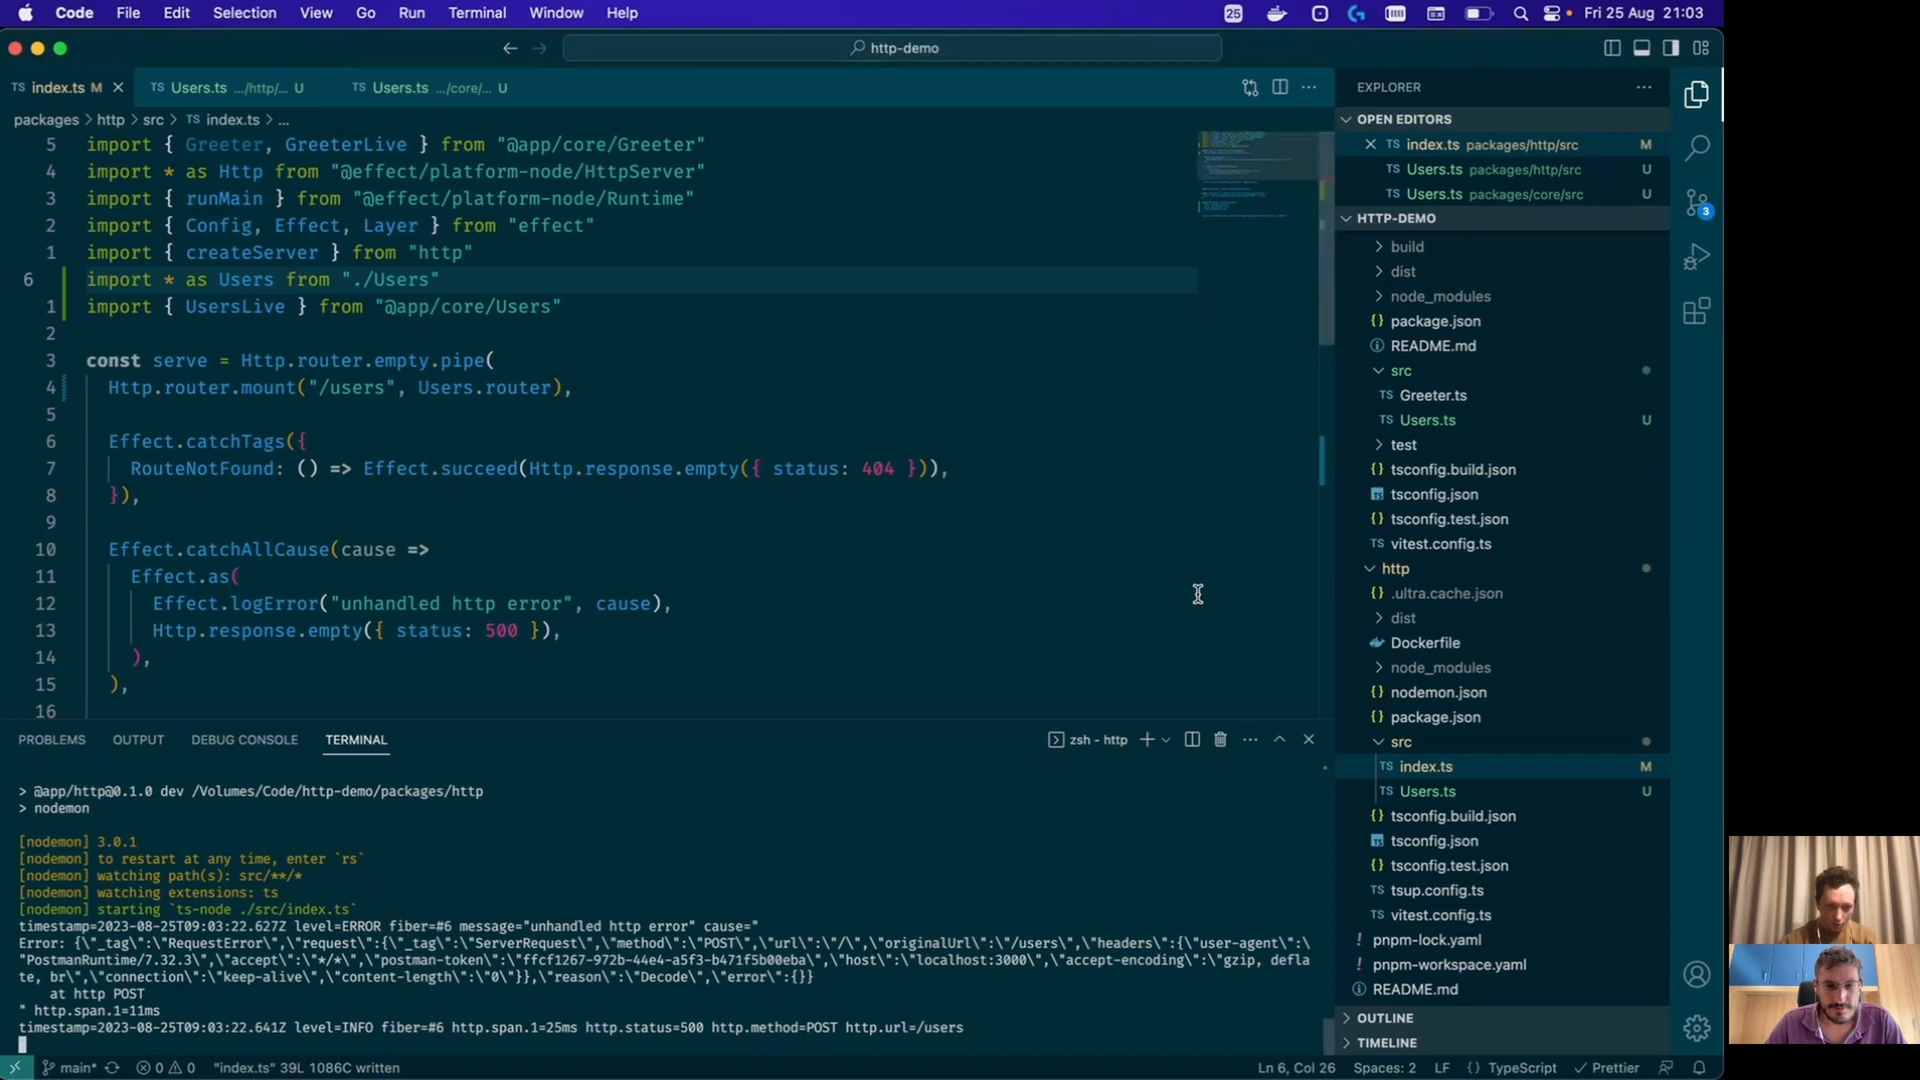 Code File Edit Selection View Go Run Terminal Window Help
25
Fri 25 Aug 21:03
http-demo
TS index.ts M
TS Users.ts .../http/... U
TS Users.ts .../core/... U
packages > http > src > TS index.ts > ...
5 import { Greeter, GreeterLive } from "@app/core/Greeter"
4 import * as Http from "@effect/platform-node/HttpServer"
3 import { runMain } from "@effect/platform-node/Runtime"
2 import { Config, Effect, Layer } from "effect"
1 import { createServer } from "http"
6 import * as Users from "./Users"
1 import { UsersLive } from "@app/core/Users"
2
3 const serve = Http.router.empty.pipe(
4 Http.router.mount("/users", Users.router),
5
6 Effect.catchTags({
7 RouteNotFound: () => Effect.succeed(Http.response.empty({ status: 404 })),
8 }),
9
10 Effect.catchAllCause(cause =>
11 Effect.as(
12 Effect.logError("unhandled http error", cause),
13 Http.response.empty({ status: 500 }),
14 ),
15 ),
16
PROBLEMS OUTPUT DEBUG CONSOLE TERMINAL
zsh - http
> @app/http@0.1.0 dev /Volumes/Code/http-demo/packages/http
> nodemon
[nodemon] 3.0.1
[nodemon] to restart at any time, enter `rs`
[nodemon] watching path(s): src/**/*
[nodemon] watching extensions: ts
[nodemon] starting `ts-node ./src/index.ts`
timestamp=2023-08-25T09:03:22.627Z level=ERROR fiber=#6 message="unhandled http error" cause="
Error: {\"_tag\":\"RequestError\",\"request\":{\"_tag\":\"ServerRequest\",\"method\":\"POST\",\"url\":\"/\",\"originalUrl\":\"/users\",\"headers\":{\"user-agent\":\
"PostmanRuntime/7.32.3\",\"accept\":\"*/*\",\"postman-token\":\"ffcf1267-972b-44e4-a5f3-b471f5b00eba\",\"host\":\"localhost:3000\",\"accept-encoding\":\"gzip, defla
te, br\",\"connection\":\"keep-alive\",\"content-length\":\"0\"}},\"reason\":\"Decode\",\"error\":{}}
at http POST
" http.span.1=11ms
timestamp=2023-08-25T09:03:22.641Z level=INFO fiber=#6 http.span.1=25ms http.status=500 http.method=POST http.url=/users
EXPLORER
OPEN EDITORS
TS index.ts packages/http/src M
TS Users.ts packages/http/src U
TS Users.ts packages/core/src U
HTTP-DEMO
build
dist
node_modules
{} package.json
README.md
src
TS Greeter.ts
TS Users.ts U
test
{} tsconfig.build.json
tsconfig.json
{} tsconfig.test.json
TS vitest.config.ts
http
{} .ultra.cache.json
dist
Dockerfile
node_modules
{} nodemon.json
{} package.json
src
TS index.ts M
TS Users.ts U
{} tsconfig.build.json
tsconfig.json
{} tsconfig.test.json
TS tsup.config.ts
TS vitest.config.ts
! pnpm-lock.yaml
! pnpm-workspace.yaml
README.md
OUTLINE
TIMELINE
3
main* 0 0 "index.ts" 39L 1086C written
Ln 6, Col 26 Spaces: 2 LF {} TypeScript Prettier